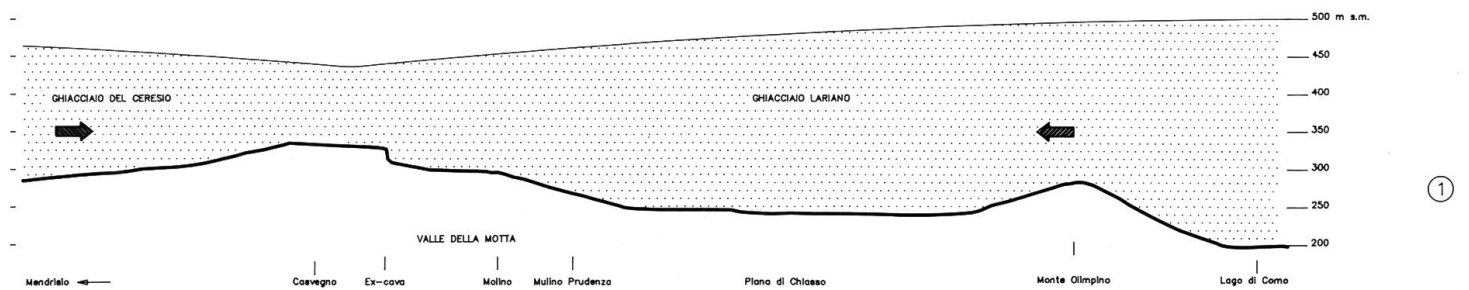 500 m s.m.
450
GHIACCIAIO DEL CERESIO
GHIACCIAIO LARIANO
400
350
300
1
250
VALLE DELLA MOTTA
200
Mendrisio
Casvegno
Ex-cava
Molino
Mulino Prudenza
Piana di Chiasso
Monte Olimpino
Lago di Como